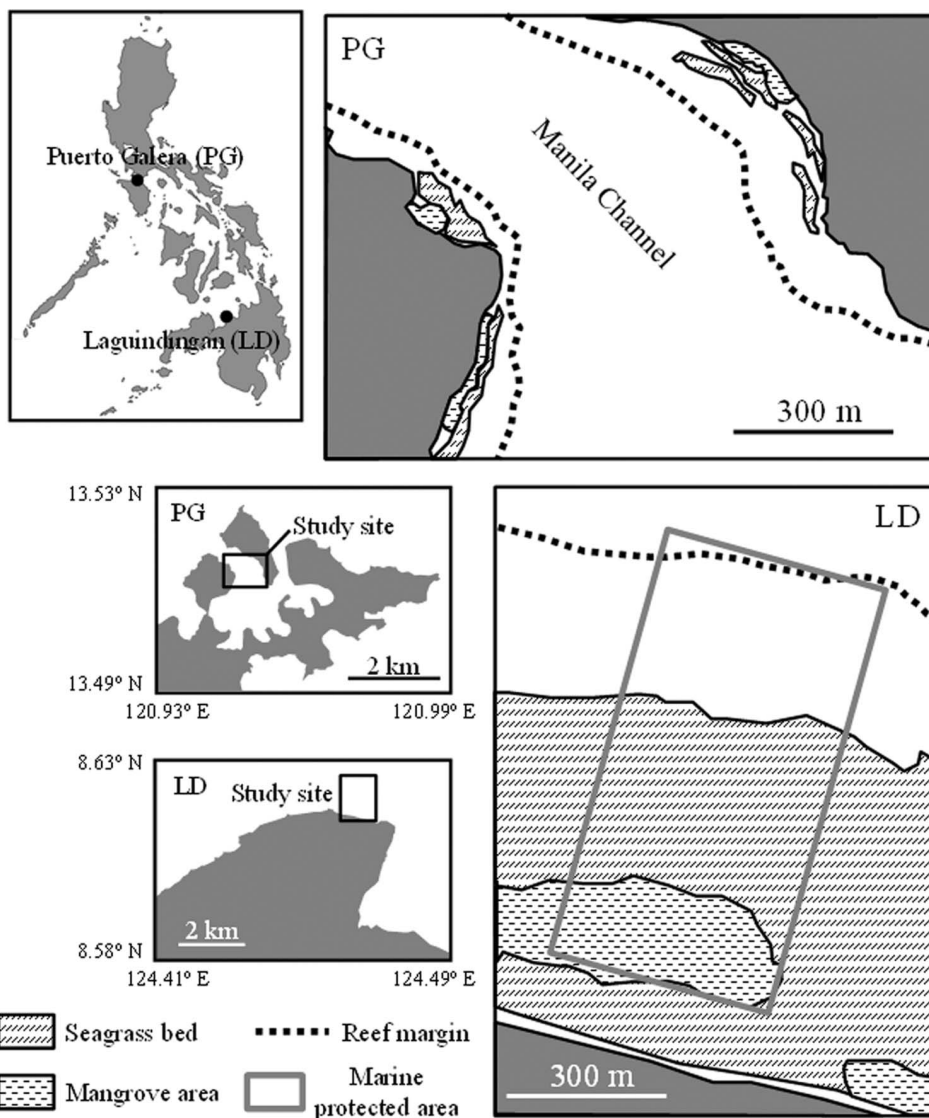 Puerto Galera (PG)
Laguindingan (LD)
PG
Manila Channel
300 m
13.53° N
PG
Study site
2 km
13.49° N
120.93° E
120.99° E
8.63° N
LD
Study site
2 km
8.58° N
124.41° E
124.49° E
LD
300 m
Seagrass bed
Reef margin
Mangrove area
Marine
protected area